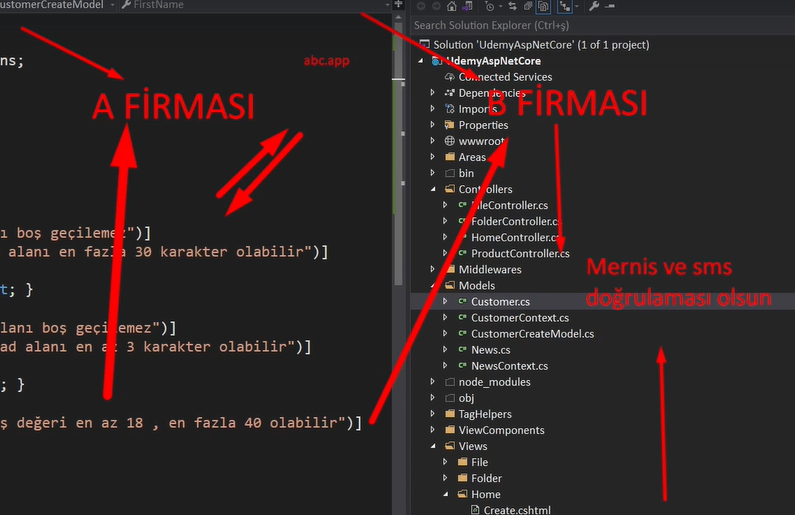 ustomerCreateModel
FirstName
ns;
abc.app
A FİRMASI
ı boş geçilemez")]
alanı en fazla 30 karakter olabilir")]
t; }
lanı boş geçilemez")]
ad alanı en az 3 karakter olabilir")]
; }
ş değeri en az 18 , en fazla 40 olabilir")]
Search Solution Explorer (Ctrl+ş)
Solution 'UdemyAspNetCore' (1 of 1 project)
UdemyAspNetCore
Connected Services
Dependencies
B FİRMASI
Imports
Properties
wwwroot
Areas
bin
Controllers
FileController.cs
FolderController.cs
HomeController.cs
ProductController.cs
Mernis ve sms
doğrulaması olsun
Middlewares
Models
Customer.cs
CustomerContext.cs
CustomerCreateModel.cs
News.cs
NewsContext.cs
node_modules
obj
TagHelpers
ViewComponents
Views
File
Folder
Home
Create.cshtml